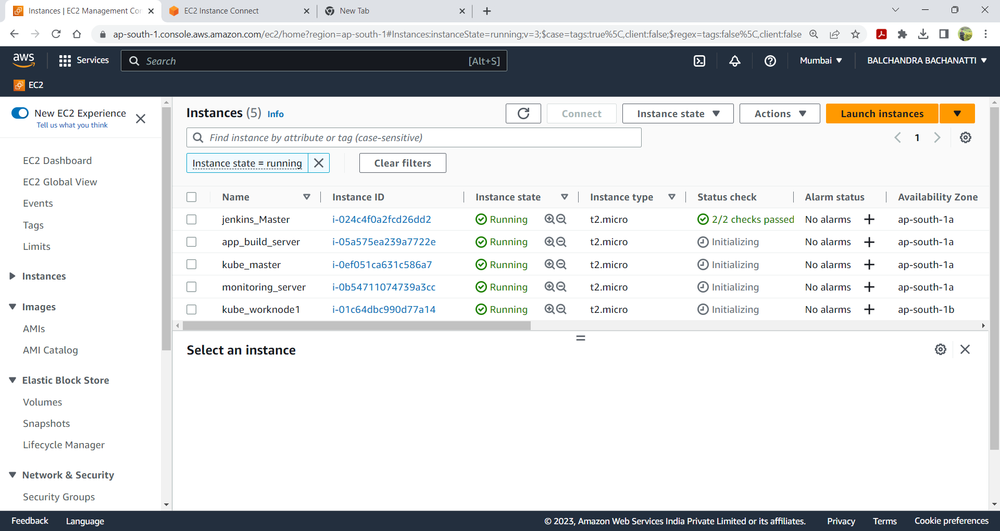 Instances | EC2 Management Con
EC2 Instance Connect
New Tab
ap-south-1.console.aws.amazon.com/ec2/home?region=ap-south-1#Instances:instanceState=running;v=3;$case=tags:true%5C,client:false;$regex=tags:false%5C,client:false
aws
Services
Search
[Alt+S]
Mumbai
BALCHANDRA BACHANATTI
EC2
New EC2 Experience
Tell us what you think
EC2 Dashboard
EC2 Global View
Events
Tags
Limits
Instances
Images
AMIs
AMI Catalog
Elastic Block Store
Volumes
Snapshots
Lifecycle Manager
Network & Security
Security Groups
Instances (5) Info
Connect
Instance state
Actions
Launch instances
Find instance by attribute or tag (case-sensitive)
1
Instance state = running
Clear filters
Name Instance ID Instance state Instance type Status check Alarm status Availability Zone
jenkins_Master i-024c4f0a2fcd26dd2 Running t2.micro 2/2 checks passed No alarms ap-south-1a
app_build_server i-05a575ea239a7722e Running t2.micro Initializing No alarms ap-south-1a
kube_master i-0ef051ca631c586a7 Running t2.micro Initializing No alarms ap-south-1a
monitoring_server i-0b54711074739a3cc Running t2.micro Initializing No alarms ap-south-1a
kube_worknode1 i-01c64dbc990d77a14 Running t2.micro Initializing No alarms ap-south-1b
Select an instance
Feedback
Language
© 2023, Amazon Web Services India Private Limited or its affiliates.
Privacy
Terms
Cookie preferences